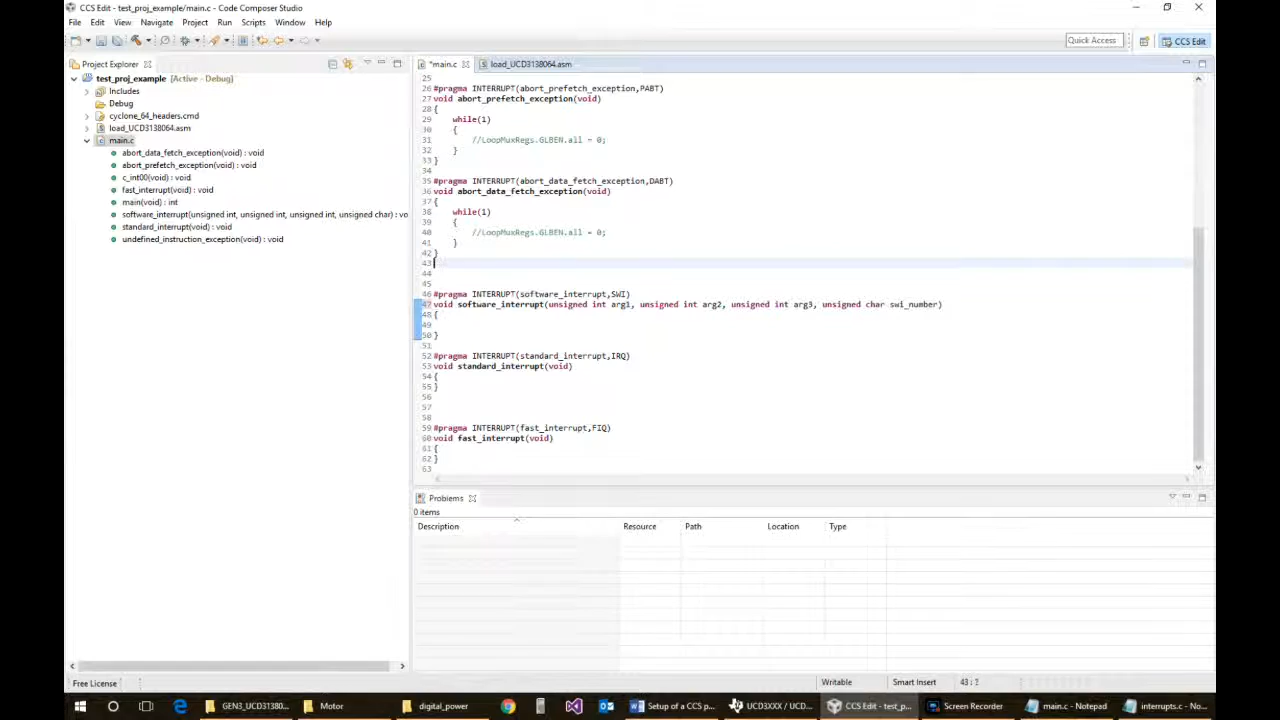 CCS Edit - test_proj_example/main.c - Code Composer Studio
File Edit View Navigate Project Run Scripts Window Help
Quick Access
CCS Edit
Project Explorer
*main.c
load_UCD3138064.asm
test_proj_example [Active - Debug]
Includes
Debug
cyclone_64_headers.cmd
load_UCD3138064.asm
main.c
abort_data_fetch_exception(void) : void
abort_prefetch_exception(void) : void
c_int00(void) : void
fast_interrupt(void) : void
main(void) : int
software_interrupt(unsigned int, unsigned int, unsigned int, unsigned char) : vo
standard_interrupt(void) : void
undefined_instruction_exception(void) : void
25
26 #pragma INTERRUPT(abort_prefetch_exception,PABT)
27 void abort_prefetch_exception(void)
28 {
29 while(1)
30 {
31 //LoopMuxRegs.GLBEN.all = 0;
32 }
33 }
34
35 #pragma INTERRUPT(abort_data_fetch_exception,DABT)
36 void abort_data_fetch_exception(void)
37 {
38 while(1)
39 {
40 //LoopMuxRegs.GLBEN.all = 0;
41 }
42 }
43
44
45
46 #pragma INTERRUPT(software_interrupt,SWI)
47 void software_interrupt(unsigned int arg1, unsigned int arg2, unsigned int arg3, unsigned char swi_number)
48 {
49
50 }
51
52 #pragma INTERRUPT(standard_interrupt,IRQ)
53 void standard_interrupt(void)
54 {
55 }
56
57
58
59 #pragma INTERRUPT(fast_interrupt,FIQ)
60 void fast_interrupt(void)
61 {
62 }
63
Problems
0 items
Description Resource Path Location Type
Free License
Writable Smart Insert
GEN3_UCD31380... Motor digital_power Setup of a CCS p... UCD3XXX / UCD... CCS Edit - test_p... Screen Recorder main.c - Notepad interrupts.c - No...